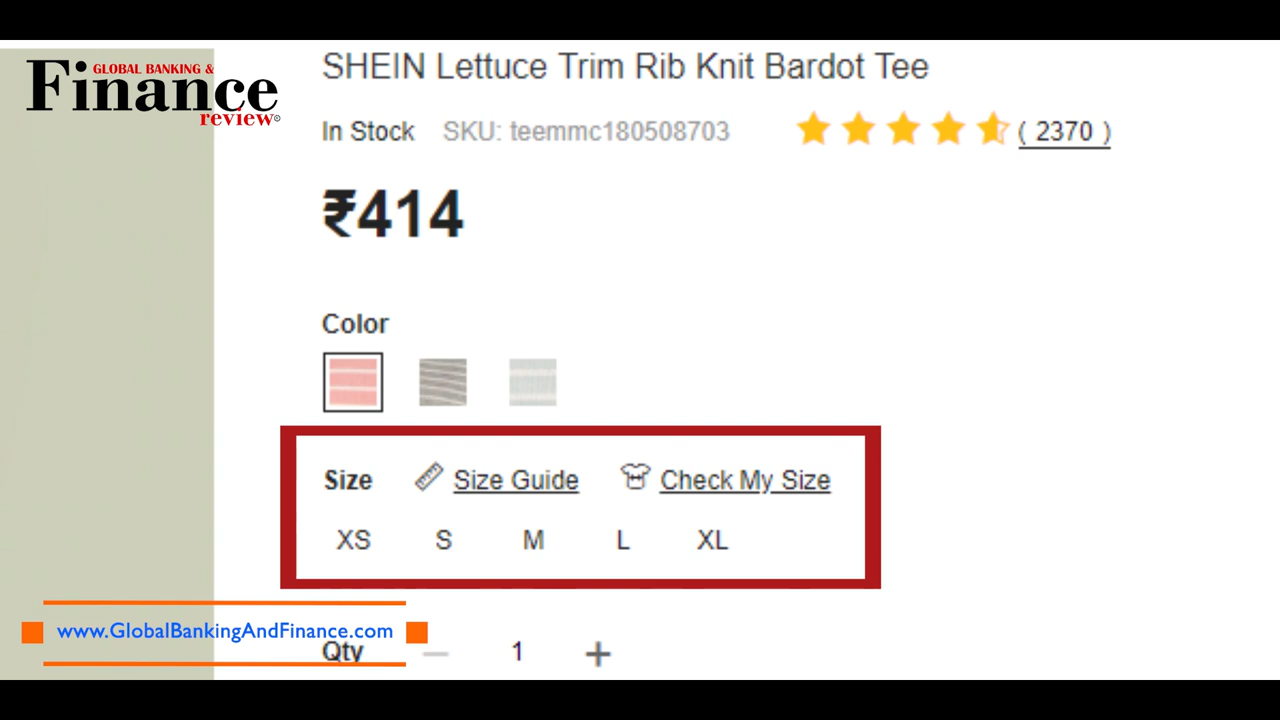 GLOBAL BANKING &
Finance
review®
SHEIN Lettuce Trim Rib Knit Bardot Tee
In Stock SKU: teemmc180508703 ( 2370 )
₹414
Color
Size Size Guide Check My Size
XS S M L XL
www.GlobalBankingAndFinance.com
Qty — 1 +